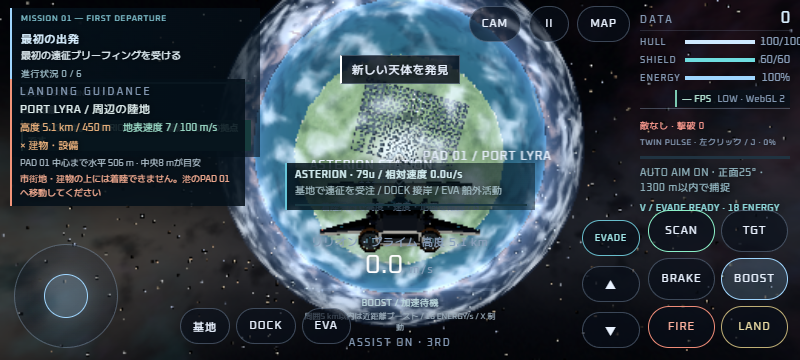 MISSION 01 — FIRST DEPARTURE
最初の出発
最初の遠征ブリーフィングを受ける
進行状況 0 / 6
LANDING GUIDANCE
PORT LYRA / 周辺の陸地
高度 5.1 km / 450 m 地表速度 7 / 100 m/s
× 建物・設備
PAD 01 中心まで水平 506 m · 中央8 mが目安
市街地・建物の上には着陸できません。港のPAD 01
へ移動してください
CAM
II
MAP
新しい天体を発見
PAD 01 / PORT LYRA
ASTERION · 79u / 相対速度 0.0u/s
基地で遠征を受注 / DOCK 接岸 / EVA 船外活動
0.0
BOOST / 加速待機
ASSIST ON · 3RD
基地
DOCK
EVA
DATA 0
HULL 100/100
SHIELD 60/60
ENERGY 100%
— FPS LOW · WebGL 2
敵なし · 撃破 0
TWIN PULSE · 左クリック / J · 0%
AUTO AIM ON · 正面25° ·
1300 m以内で捕捉
V / EVADE READY · 18 ENERGY
EVADE
SCAN
TGT
▲
BRAKE
BOOST
▼
FIRE
LAND